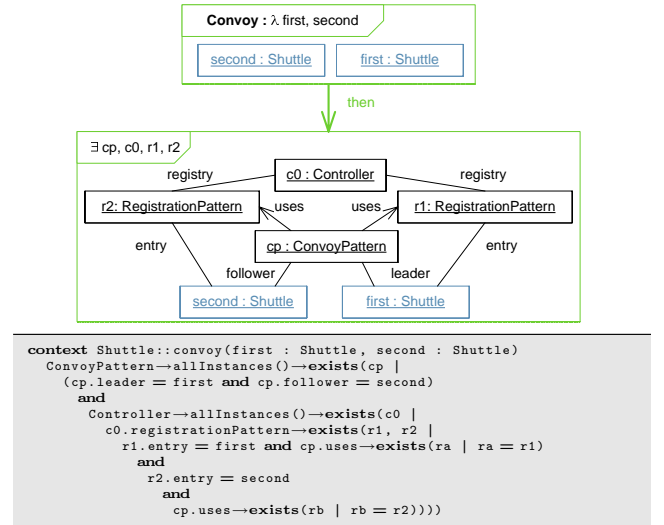 Convoy : λ first, second
second : Shuttle first : Shuttle
then
∃ cp, c0, r1, r2
c0 : Controller
registry registry
r2: RegistrationPattern r1: RegistrationPattern
uses uses
cp : ConvoyPattern
entry entry
follower leader
second : Shuttle first : Shuttle
context Shuttle::convoy(first : Shuttle, second : Shuttle)
ConvoyPattern→allInstances()→exists(cp |
(cp.leader = first and cp.follower = second)
and
Controller→allInstances()→exists(c0 |
c0.registrationPattern→exists(r1, r2 |
r1.entry = first and cp.uses→exists(ra | ra = r1)
and
r2.entry = second
and
cp.uses→exists(rb | rb = r2))))